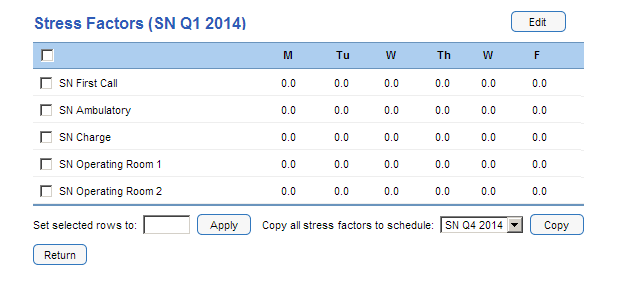 Stress Factors (SN Q1 2014) Edit
M Tu W Th W F
SN First Call 0.0 0.0 0.0 0.0 0.0 0.0
SN Ambulatory 0.0 0.0 0.0 0.0 0.0 0.0
SN Charge 0.0 0.0 0.0 0.0 0.0 0.0
SN Operating Room 1 0.0 0.0 0.0 0.0 0.0 0.0
SN Operating Room 2 0.0 0.0 0.0 0.0 0.0 0.0
Set selected rows to: Apply Copy all stress factors to schedule: SN Q4 2014 Copy
Return